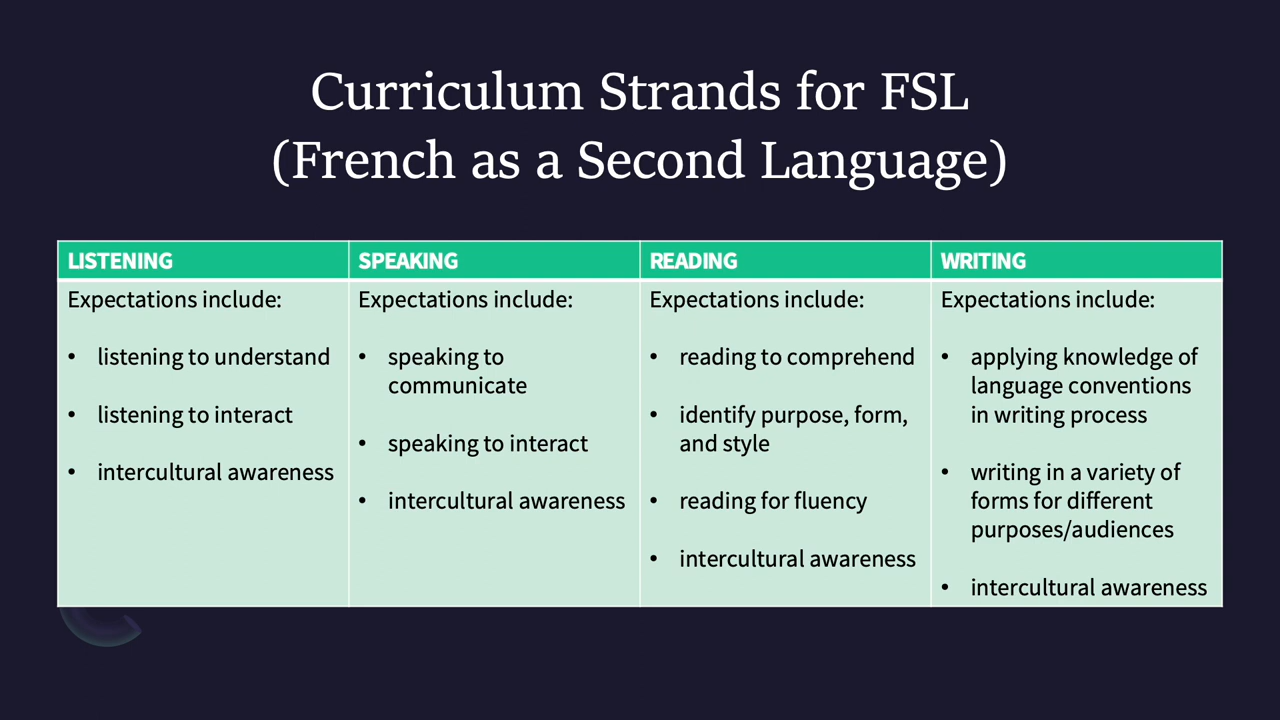 Curriculum Strands for FSL
(French as a Second Language)
LISTENING
Expectations include:
• listening to understand
• listening to interact
• intercultural awareness
SPEAKING
Expectations include:
• speaking to
communicate
• speaking to interact
• intercultural awareness
READING
Expectations include:
• reading to comprehend
• identify purpose, form,
and style
• reading for fluency
• intercultural awareness
WRITING
Expectations include:
• applying knowledge of
language conventions
in writing process
• writing in a variety of
forms for different
purposes/audiences
• intercultural awareness